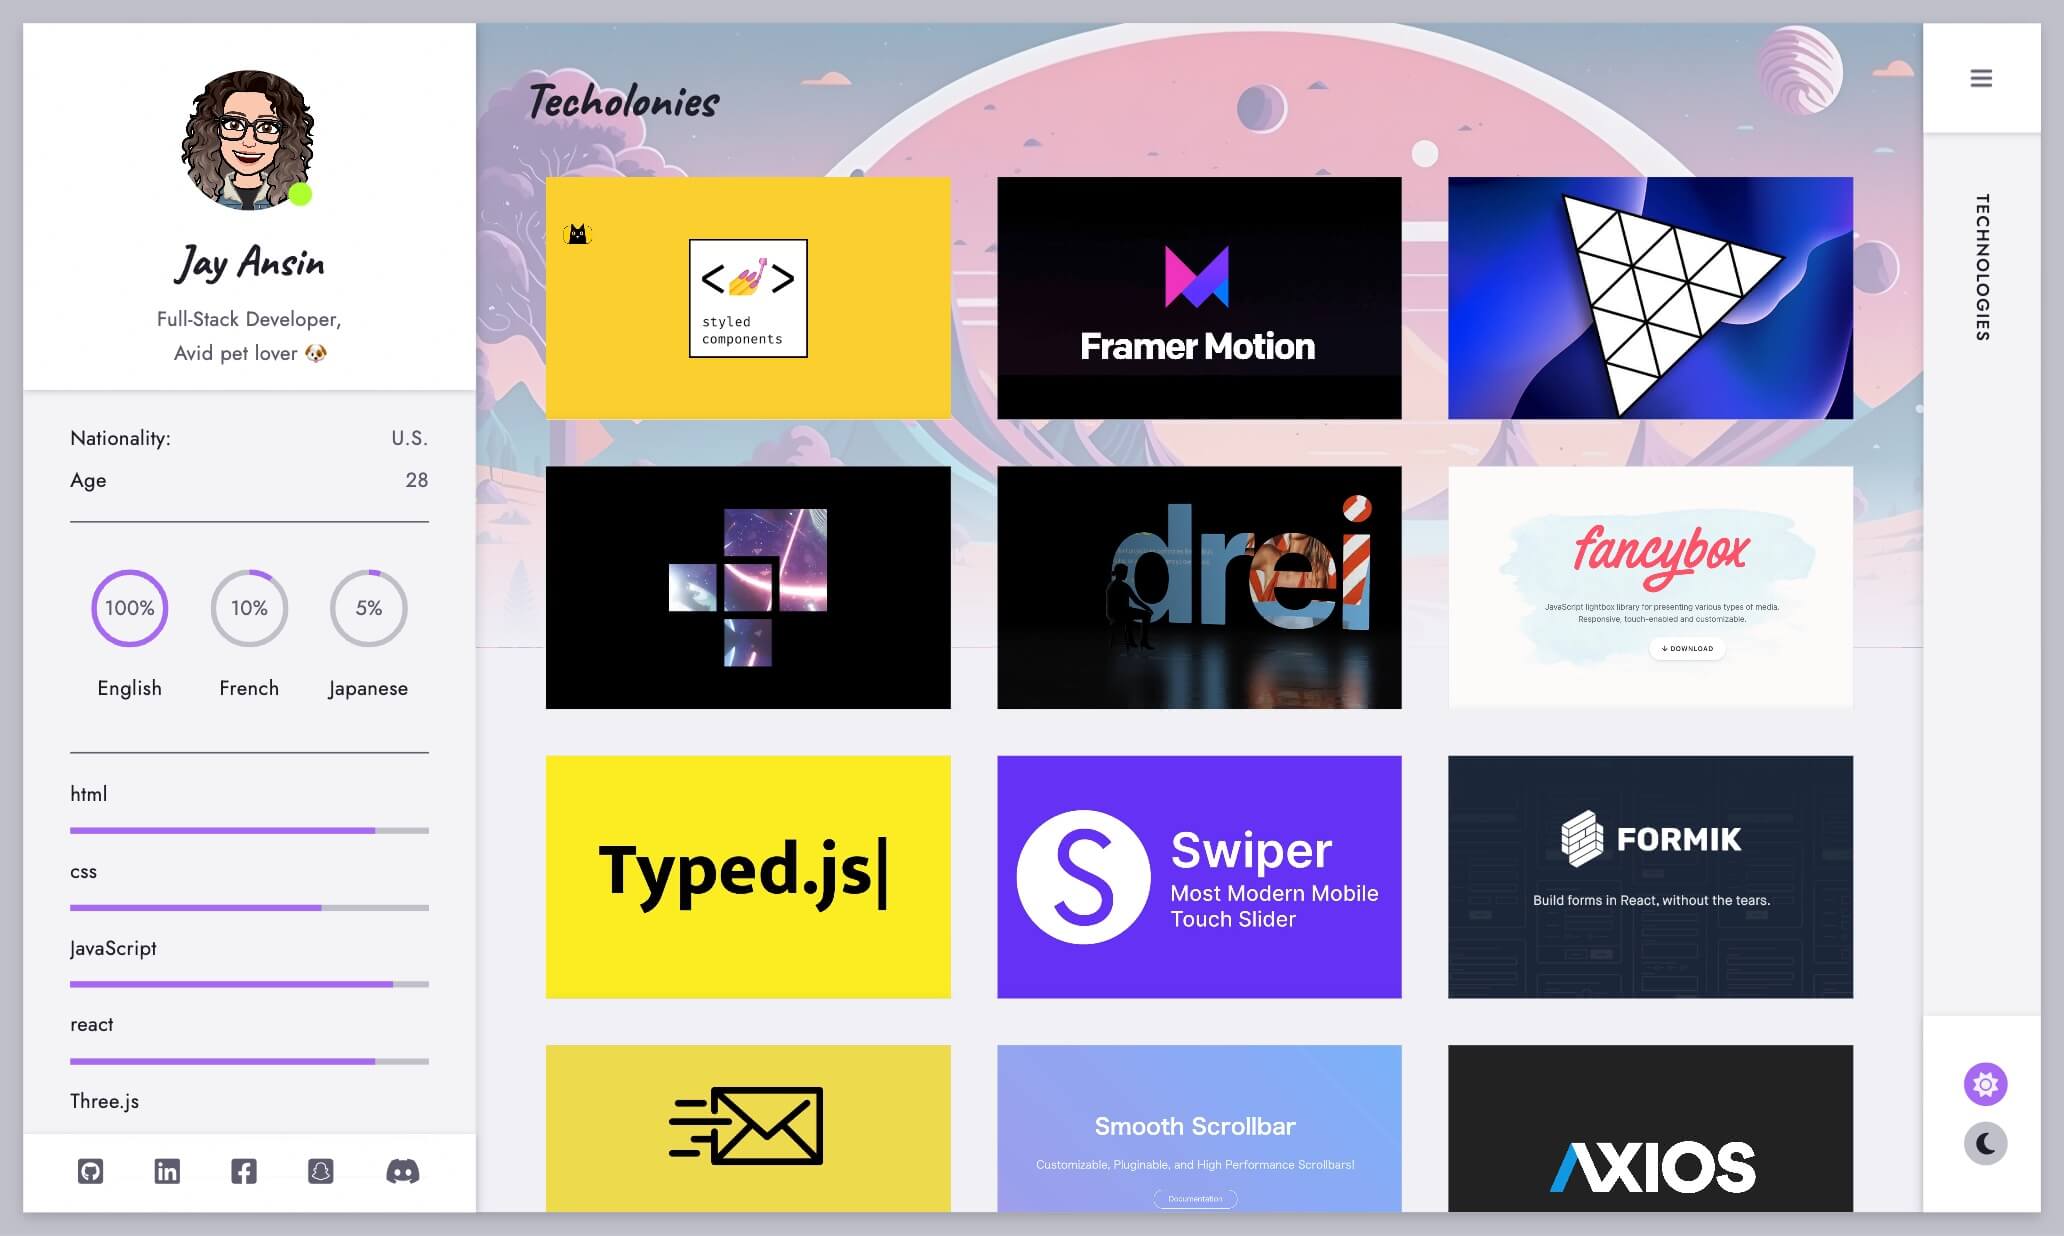 Jay Ansin
Full-Stack Developer,
Avid pet lover 🐶
Nationality: U.S.
Age 28
100% 10% 5%
English French Japanese
html
css
JavaScript
react
Three.js
Techolonies
styled
components
Framer Motion
drei
fancybox
JavaScript lightbox library for presenting various types of media.
Responsive, touch-enabled and customizable.
↓ DOWNLOAD
Typed.js|
S
Swiper
Most Modern Mobile
Touch Slider
FORMIK
Build forms in React, without the tears.
Smooth Scrollbar
Customizable, Pluginable, and High Performance Scrollbars!
Documentation
AXIOS
TECHNOLOGIES